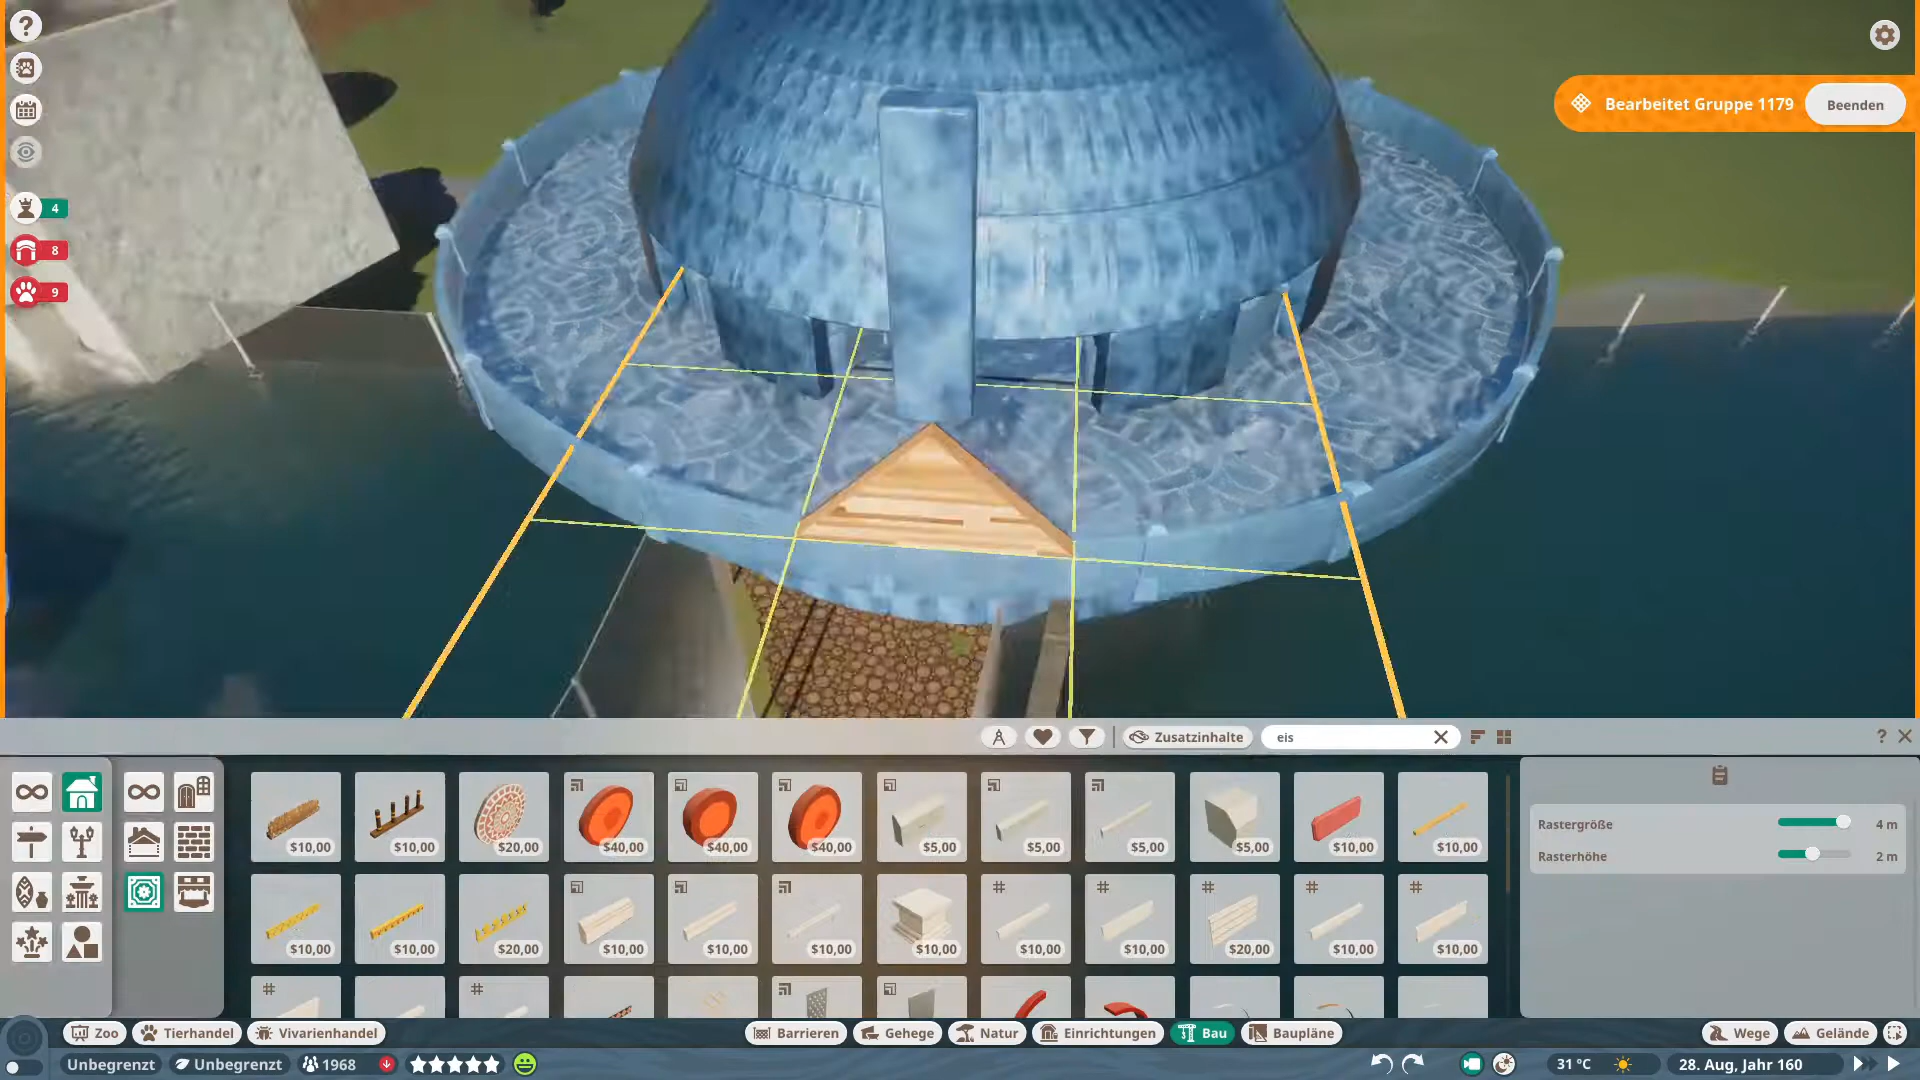 ?
Bearbeitet Gruppe 1179
Beenden
4
8
9
Zusatzinhalte
eis
?
Rastergröße 4 m
Rasterhöhe 2 m
$10,00 $10,00 $20,00 $40,00 $40,00 $40,00 $5,00 $5,00 $5,00 $5,00 $10,00 $10,00
$10,00 $10,00 $20,00 $10,00 $10,00 $10,00 $10,00 $10,00 $10,00 $20,00 $10,00 $10,00
Zoo Tierhandel Vivarienhandel Barrieren Gehege Natur Einrichtungen Bau Baupläne Wege Gelände
Unbegrenzt Unbegrenzt 1968 31 °C 28. Aug, Jahr 160